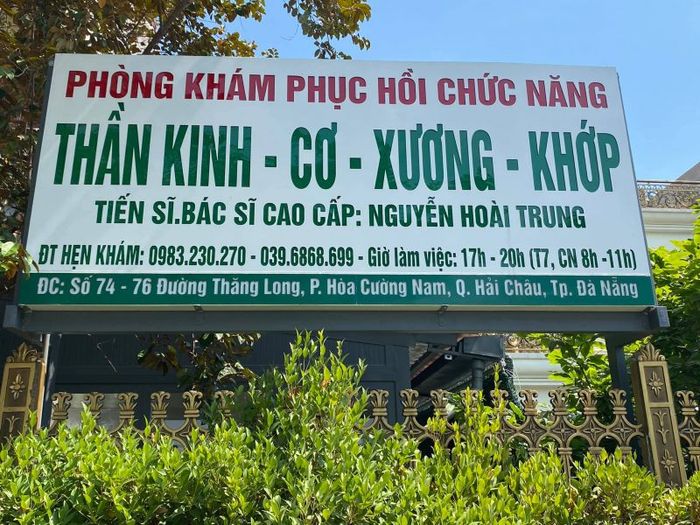 PHÒNG KHÁM PHỤC HỒI CHỨC NĂNG
THẦN KINH - CƠ - XƯƠNG - KHỚP
TIẾN SĨ.BÁC SĨ CAO CẤP: NGUYỄN HOÀI TRUNG
ĐT HẸN KHÁM: 0983.230.270 - 039.6868.699 - Giờ làm việc: 17h - 20h (T7, CN 8h -11h)
ĐC: Số 74 - 76 Đường Thăng Long, P. Hòa Cường Nam, Q. Hải Châu, Tp. Đà Nẵng